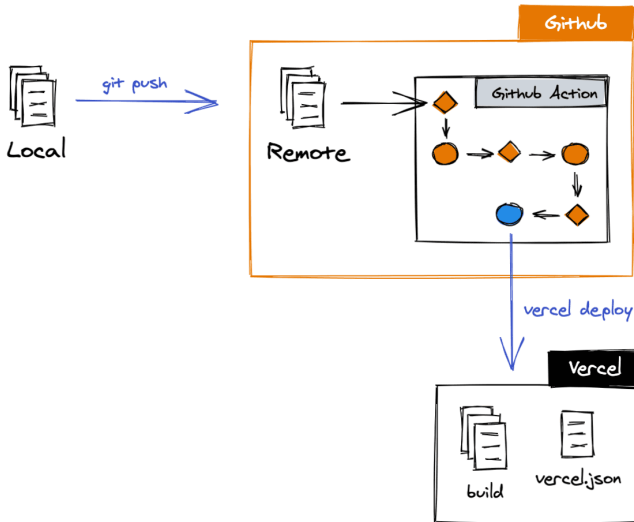 Github
git push
Github Action
Local
Remote
vercel deploy
Vercel
build
vercel.json